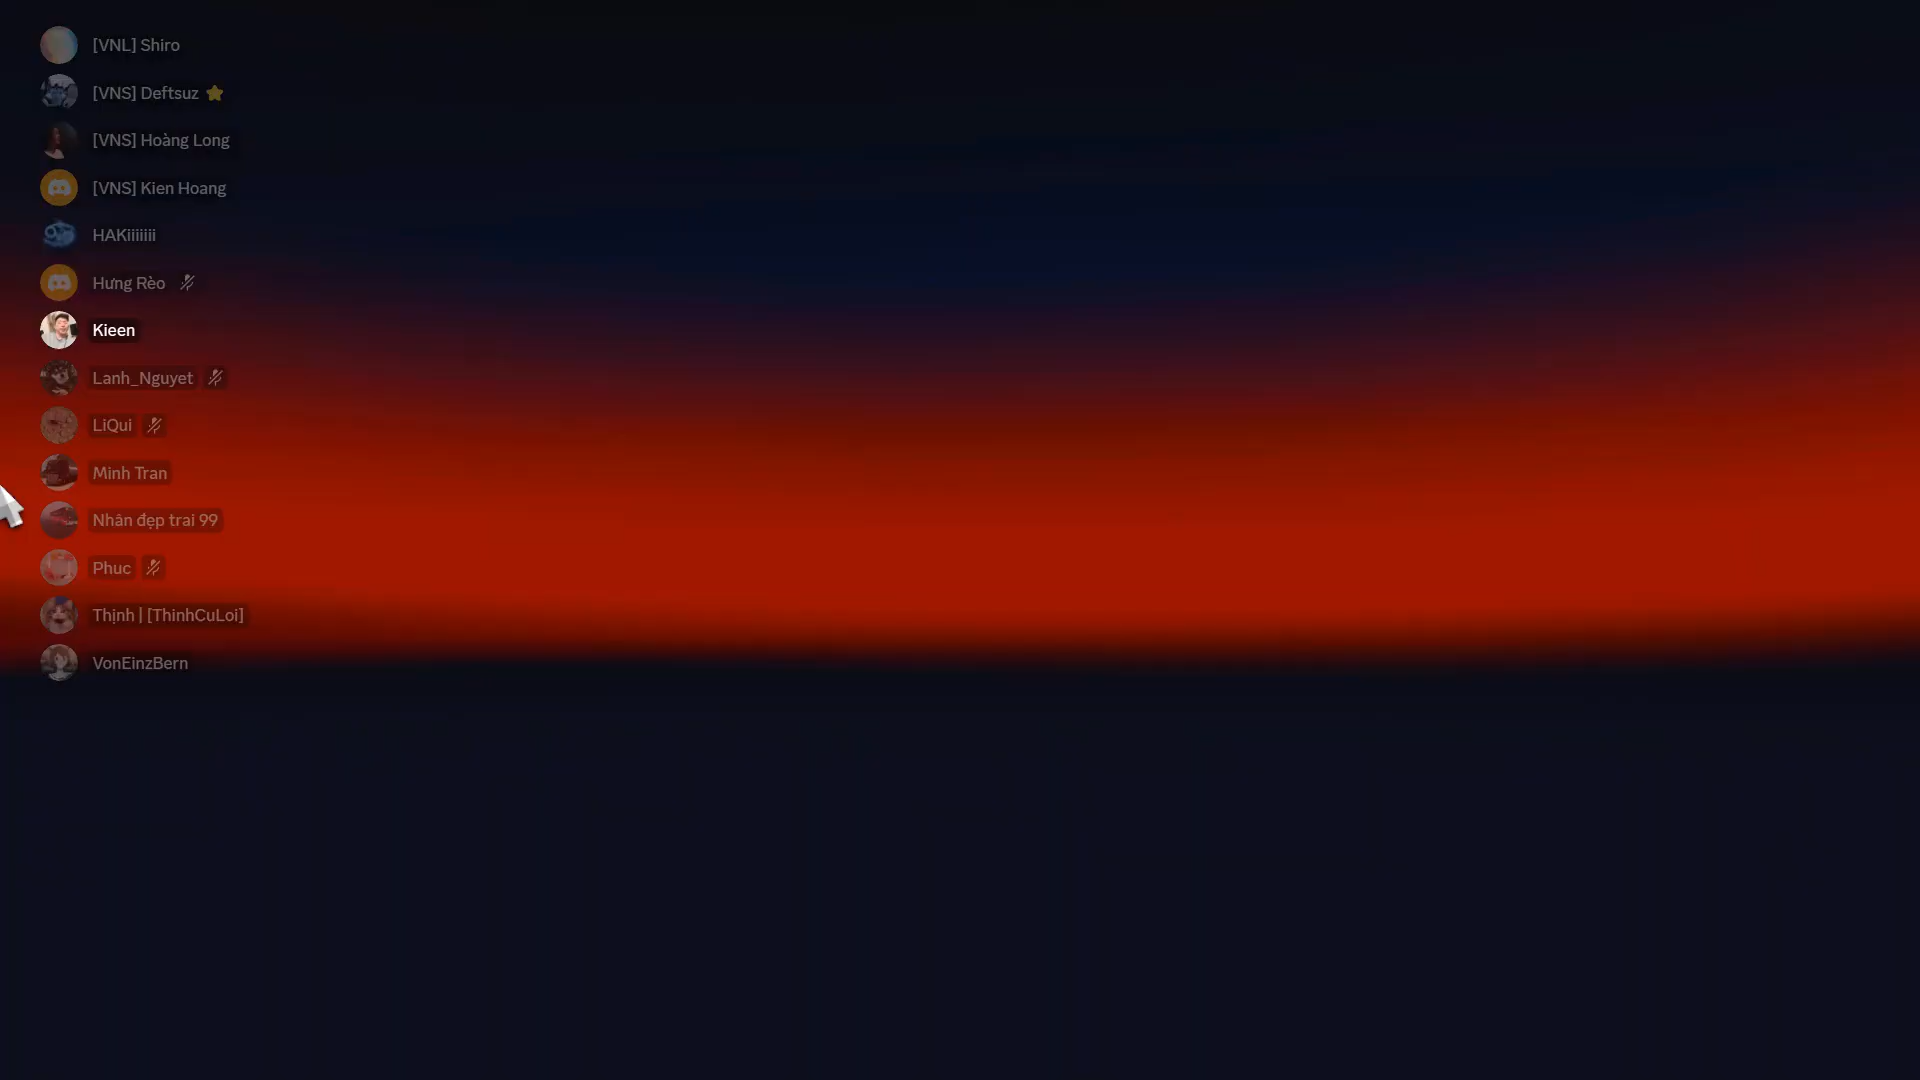 [VNL] Shiro
[VNS] Deftsuz
[VNS] Hoàng Long
[VNS] Kien Hoang
HAKiiiiiii
Hưng Rèo
Kieen
Lanh_Nguyet
LiQui
Minh Tran
Nhân đẹp trai 99
Phuc
Thịnh | [ThinhCuLoi]
VonEinzBern